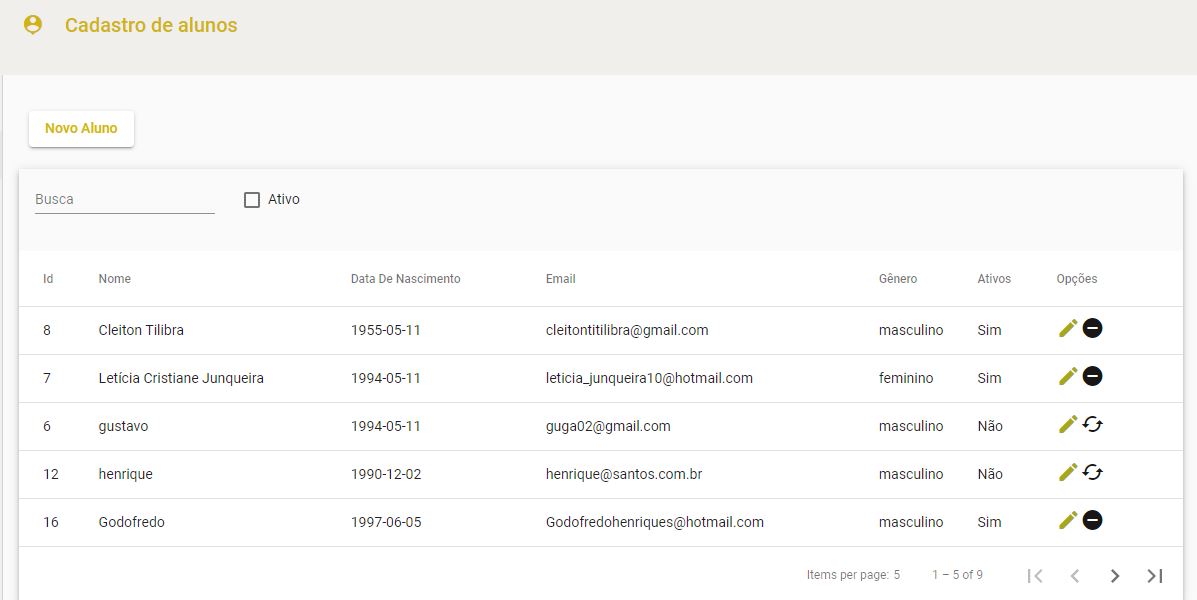 Cadastro de alunos
Novo Aluno
Busca
Ativo
Id Nome Data De Nascimento Email Gênero Ativos Opções
8 Cleiton Tilibra 1955-05-11 cleitontitilibra@gmail.com masculino Sim
7 Letícia Cristiane Junqueira 1994-05-11 leticia_junqueira10@hotmail.com feminino Sim
6 gustavo 1994-05-11 guga02@gmail.com masculino Não
12 henrique 1990-12-02 henrique@santos.com.br masculino Não
16 Godofredo 1997-06-05 Godofredohenriques@hotmail.com masculino Sim
Items per page: 5 1 – 5 of 9